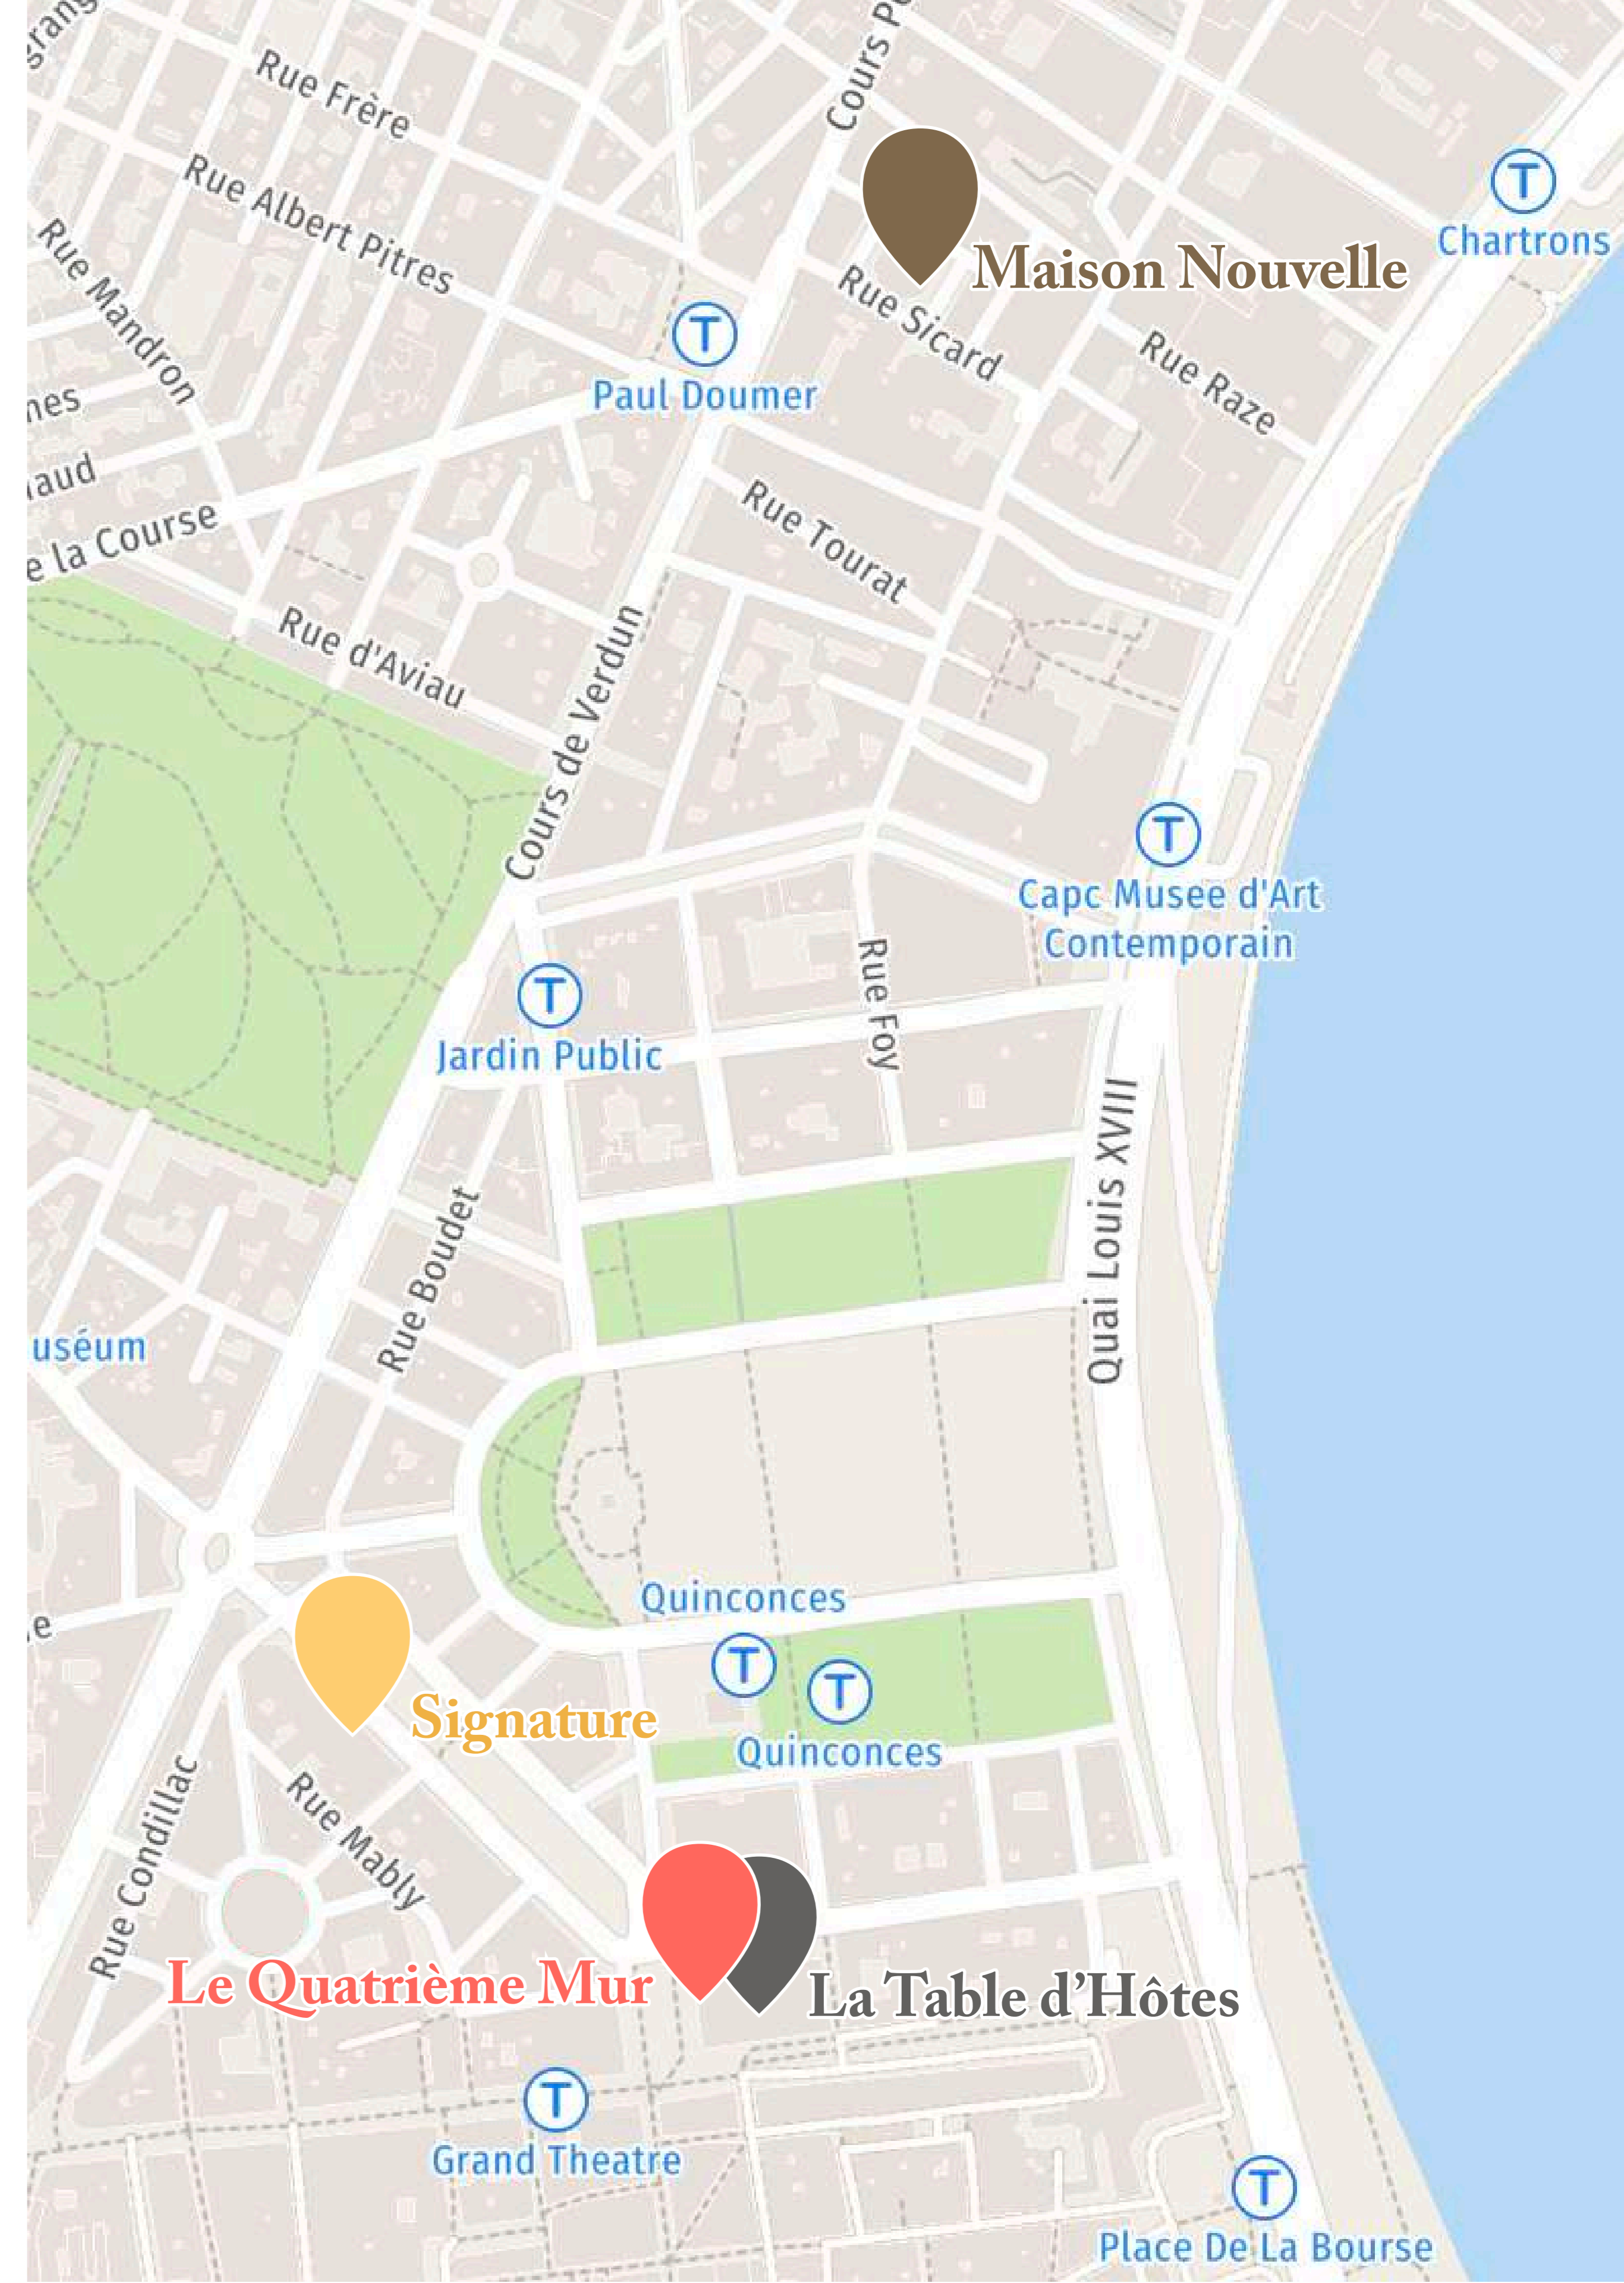 Cours
Rue Frère
Rue Albert Pitres
Rue Mandron
T
Chartrons
Maison Nouvelle
Rue Sicard
T
Paul Doumer
Rue Raze
nes
aud
e la Course
Rue Tourat
Rue d'Aviau
Cours de Verdun
T
Capc Musee d'Art
Contemporain
Rue Foy
T
Jardin Public
Quai Louis XVIII
Rue Boudet
uséum
Quinconces
T
T
Quinconces
e
Signature
Rue Condillac
Rue Mably
Le Quatrième Mur
La Table d’Hôtes
T
Grand Theatre
T
Place De La Bourse